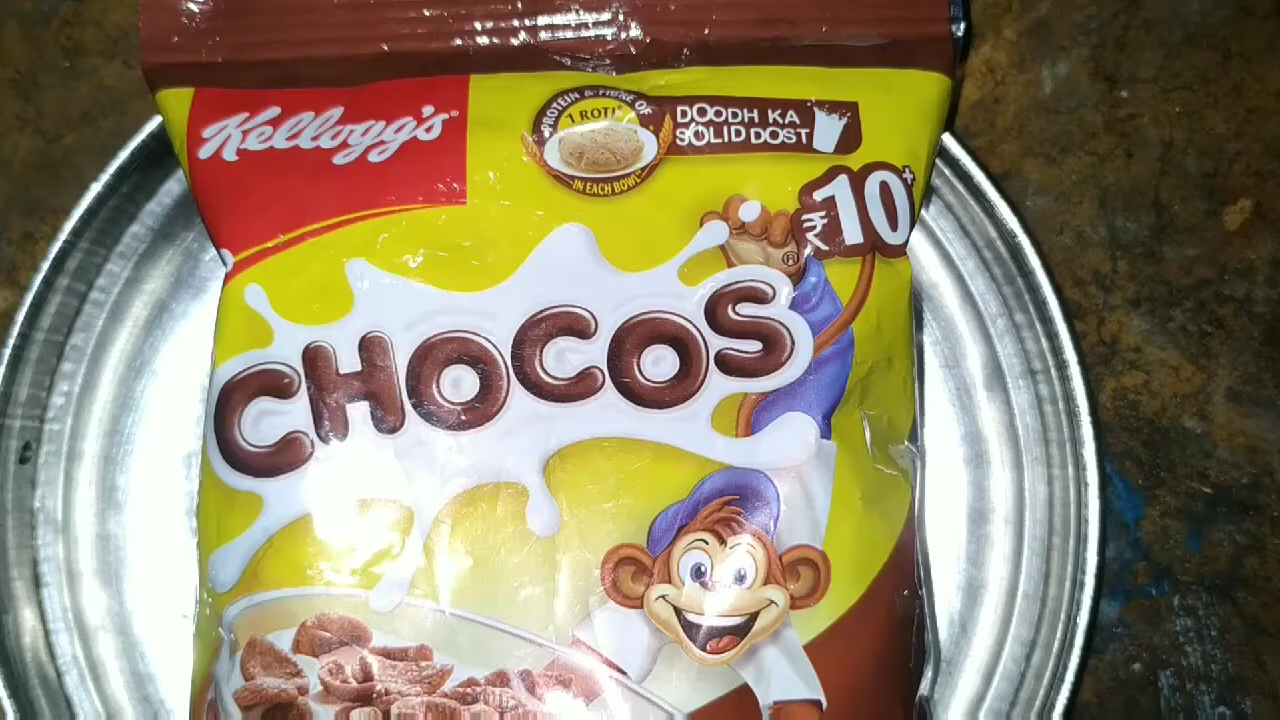 Kellogg's®
PROTEIN & FIBRE OF
1 ROTI*
IN EACH BOWL**
DOODH KA
SOLID DOST
₹10+
®
CHOCOS